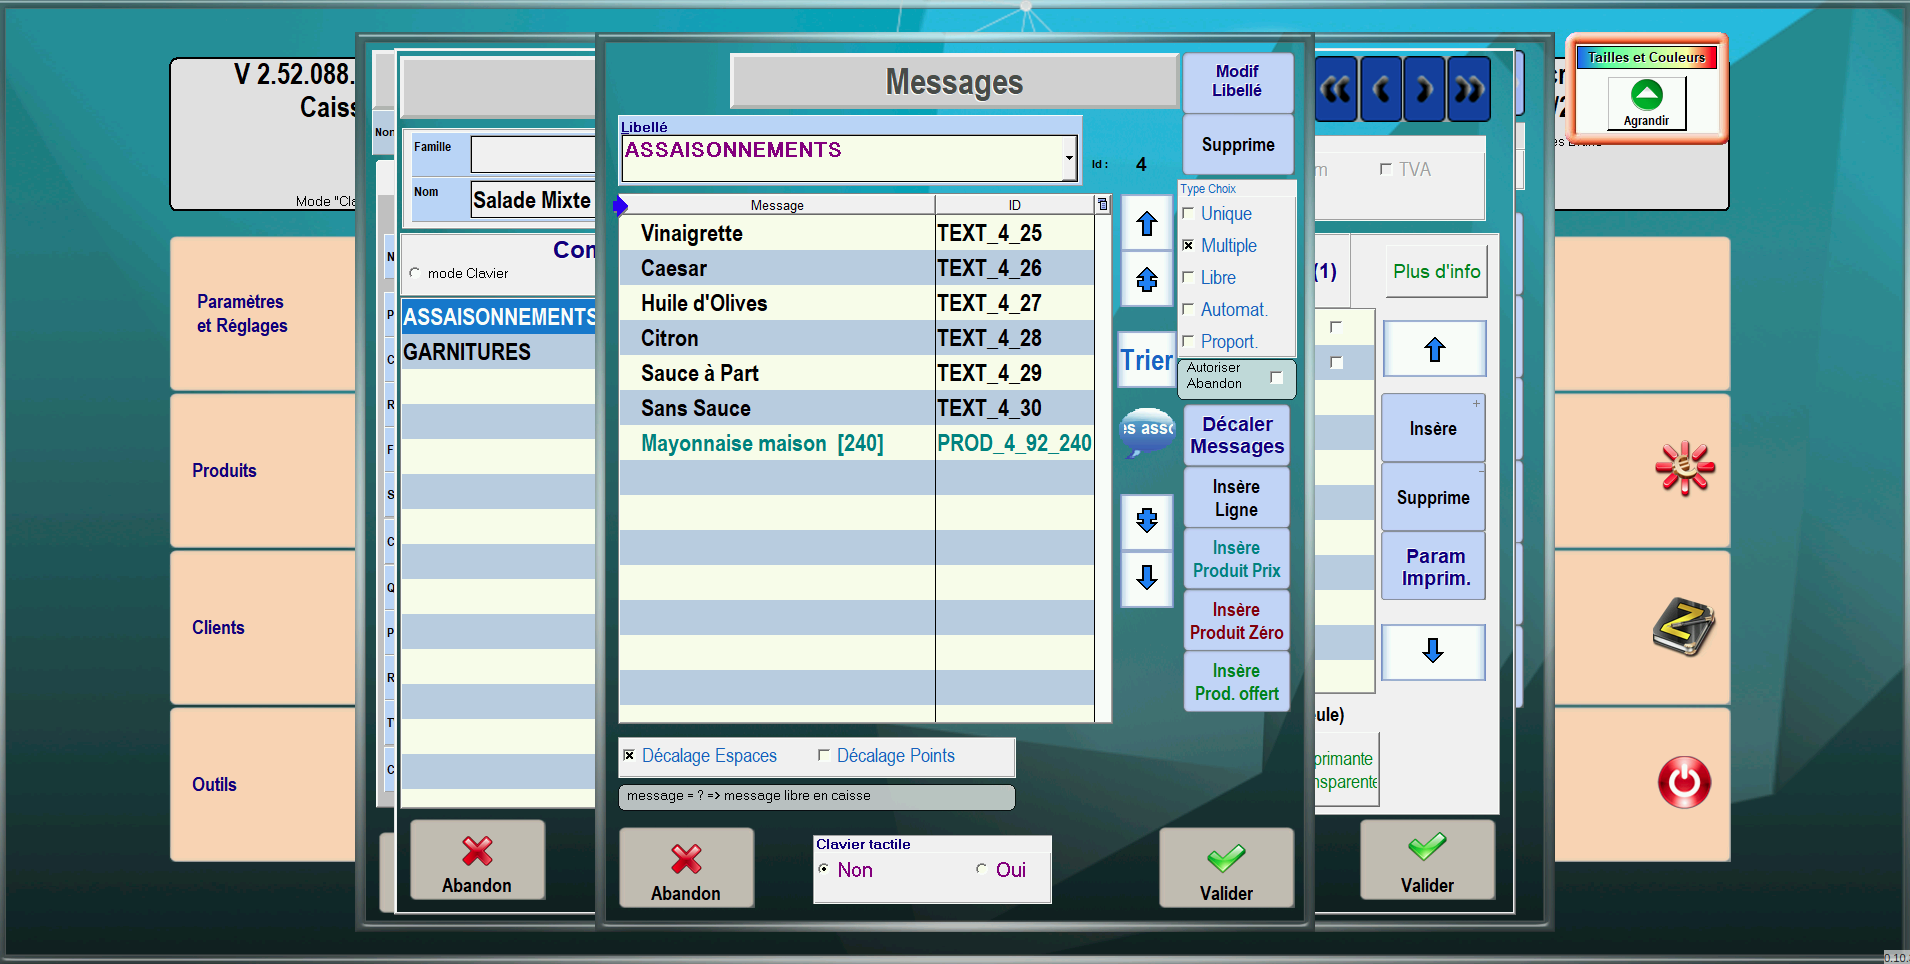 V 2.52.088.
Caiss
Mode "Cla
Paramètres
et Réglages
Produits
Clients
Outils
Non
N
P
C
R
F
S
C
Q
P
R
T
C
Famille
Nom
Salade Mixte
Con
mode Clavier
ASSAISONNEMENTS
GARNITURES
Abandon
Messages
Libellé
ASSAISONNEMENTS
Id :
4
Message
ID
Vinaigrette
TEXT_4_25
Caesar
TEXT_4_26
Huile d'Olives
TEXT_4_27
Citron
TEXT_4_28
Sauce à Part
TEXT_4_29
Sans Sauce
TEXT_4_30
Mayonnaise maison [240]
PROD_4_92_240
Décalage Espaces
Décalage Points
message = ? => message libre en caisse
Abandon
Clavier tactile
Non
Oui
Valider
Modif
Libellé
Supprime
Type Choix
Unique
Multiple
Libre
Automat.
Proport.
Autoriser
Abandon
Trier
es asso
Décaler
Messages
Insère
Ligne
Insère
Produit Prix
Insère
Produit Zéro
Insère
Prod. offert
m
TVA
(1)
Plus d'info
Insère
+
Supprime
-
Param
Imprim.
ule)
primante
nsparente
Valider
Tailles et Couleurs
Agrandir
Z
0.10.